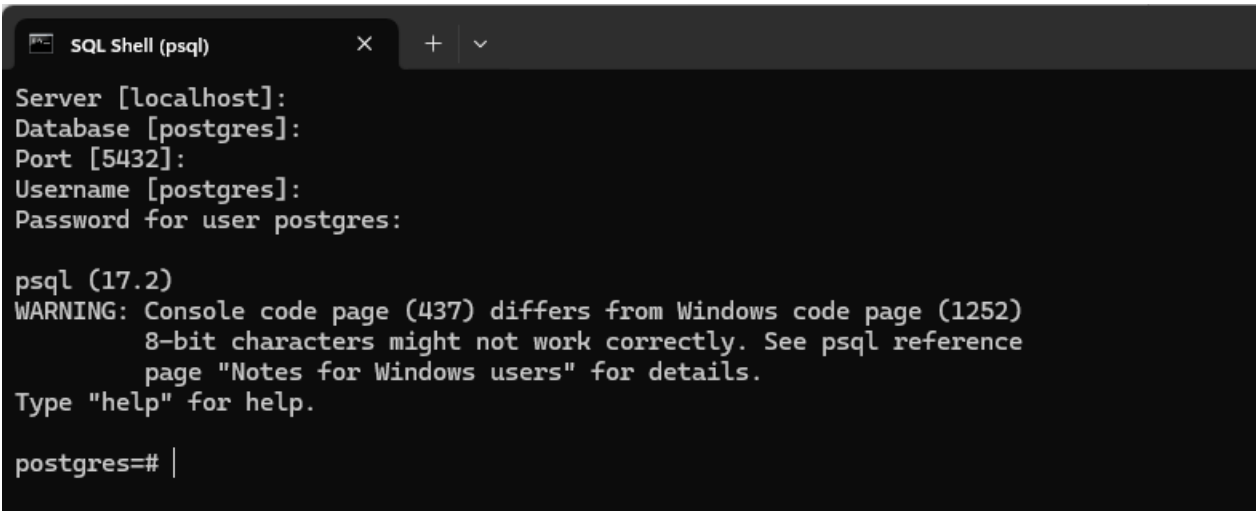 SQL Shell (psql)
Server [localhost]:
Database [postgres]:
Port [5432]:
Username [postgres]:
Password for user postgres:
psql (17.2)
WARNING: Console code page (437) differs from Windows code page (1252)
         8-bit characters might not work correctly. See psql reference
         page "Notes for Windows users" for details.
Type "help" for help.
postgres=#